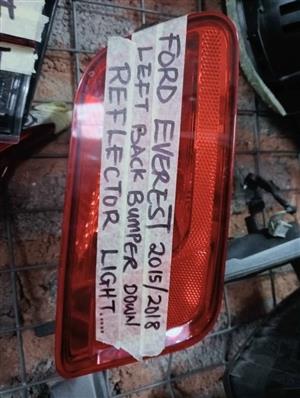 FORD EVEREST 2015/2018
LEFT BACK BUMPER DOWN
REFLECTOR LIGHT.....